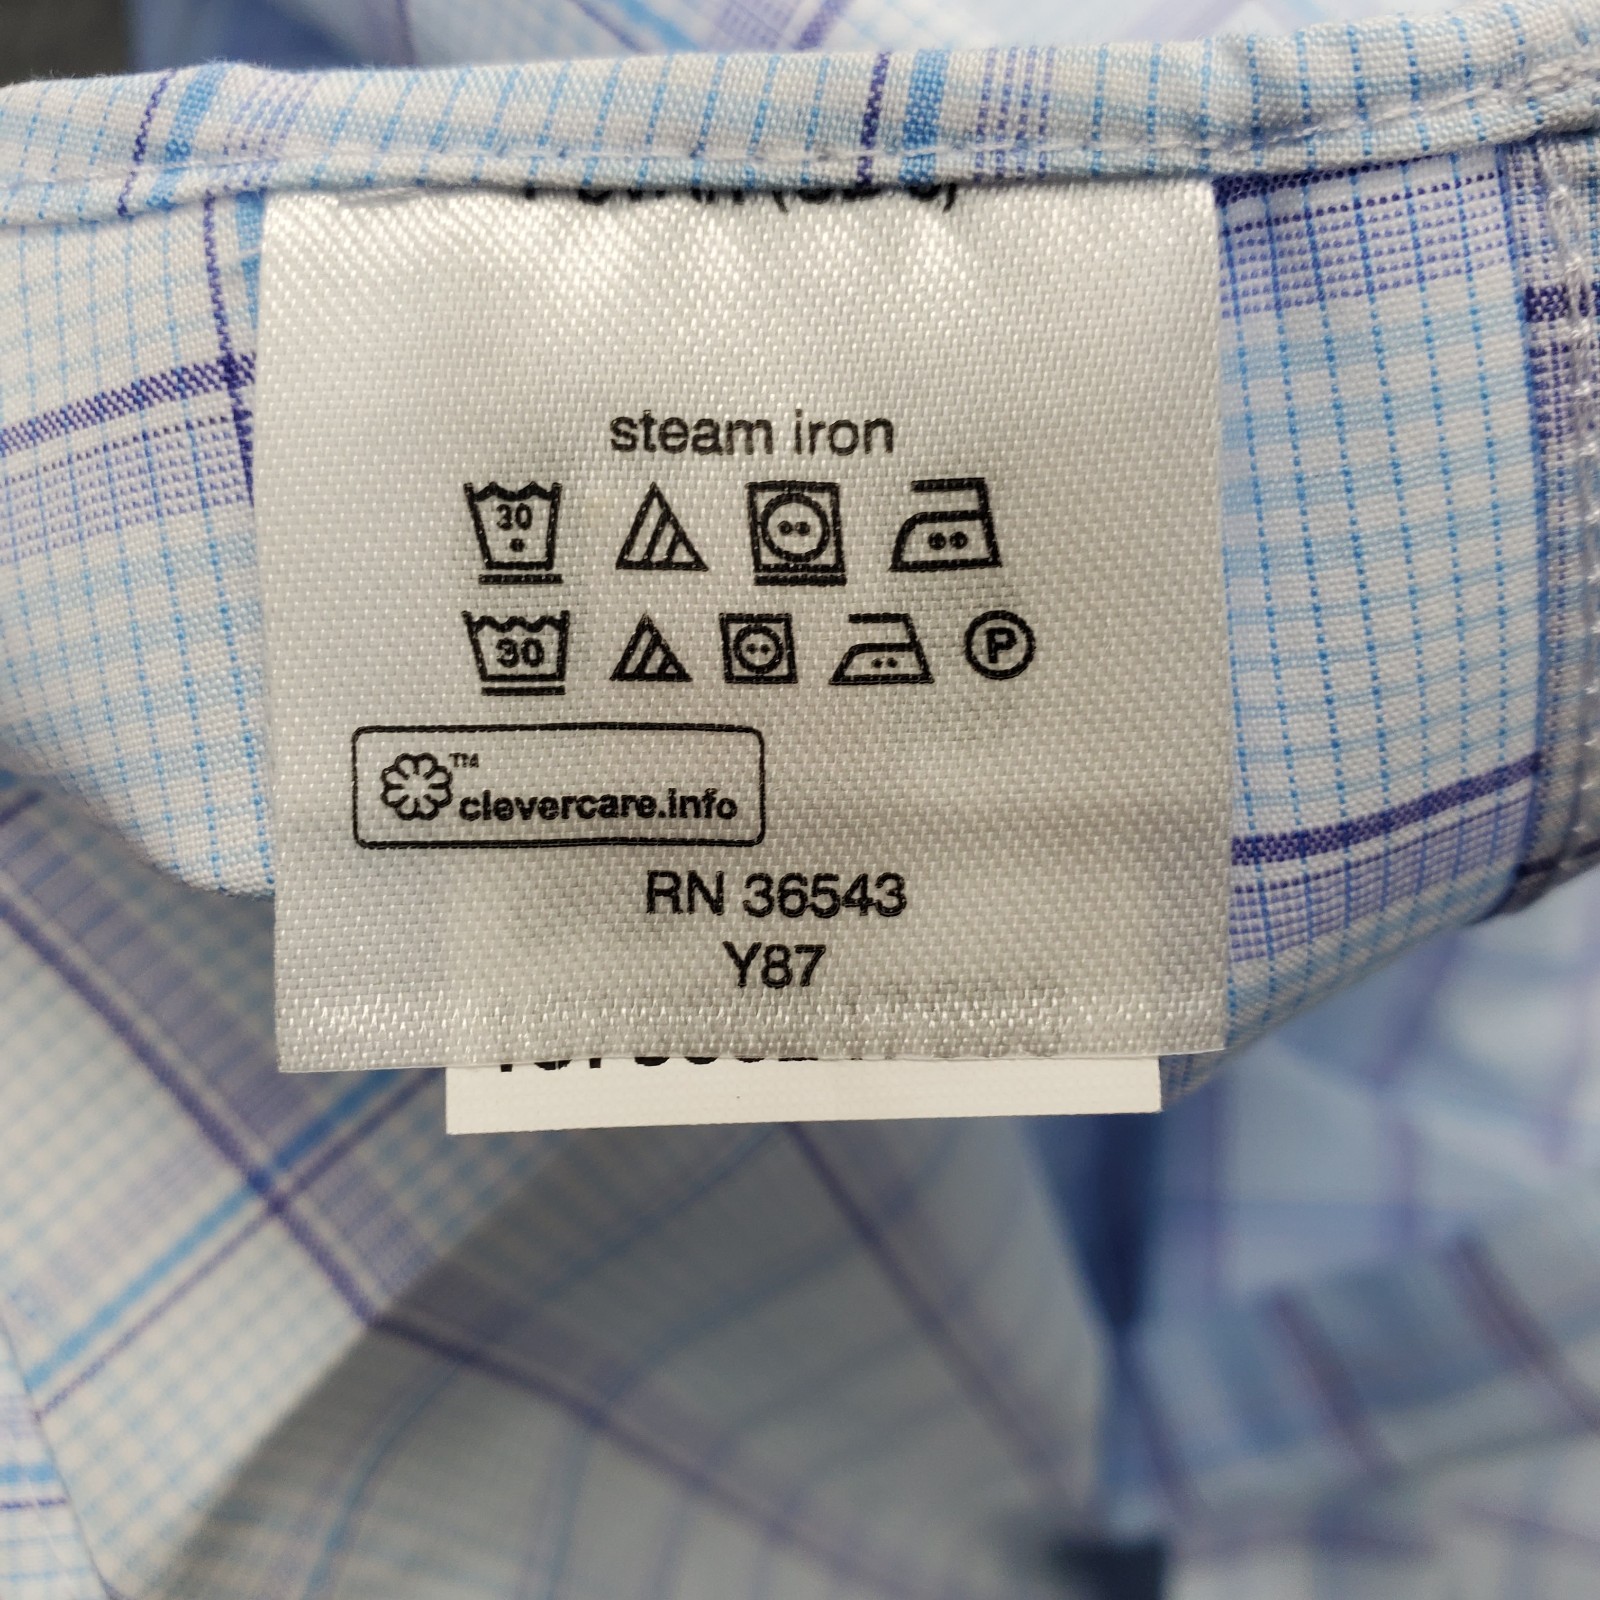 steam iron
30
30
P
TM
clevercare.info
RN 36543
Y87